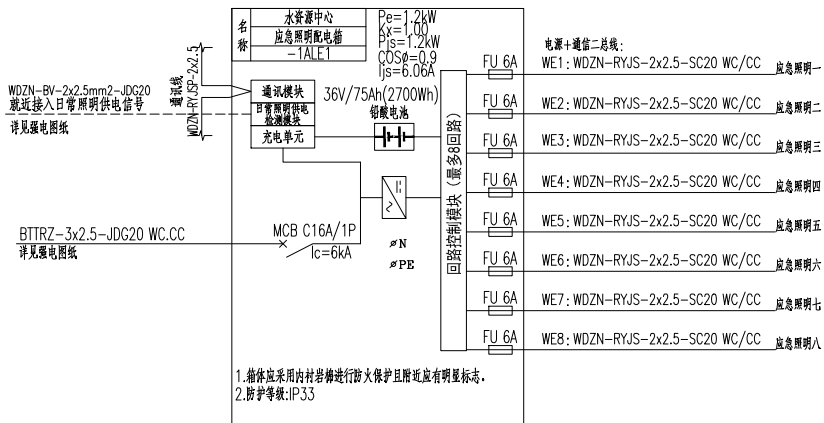 名称
水资源中心
应急照明配电箱
-1ALE1
Pe=1.2kW
Kx=1.00
Pjs=1.2kW
COSø=0.9
Ijs=6.06A
WDZN-BV-2x2.5mm2-JDG20
就近接入日常照明供电信号
详见强电图纸
通讯线
WDZN-RYJSP-2x2.5
通讯模块
日常照明供电
检测模块
充电单元
36V/75Ah(2700Wh)
铅酸电池
BTTRZ-3x2.5-JDG20 WC.CC
详见强电图纸
MCB C16A/1P
Ic=6kA
øN
øPE
回路控制模块（最多8回路）
电源+通信二总线:
FU 6A WE1: WDZN-RYJS-2x2.5-SC20 WC/CC 应急照明一
FU 6A WE2: WDZN-RYJS-2x2.5-SC20 WC/CC 应急照明二
FU 6A WE3: WDZN-RYJS-2x2.5-SC20 WC/CC 应急照明三
FU 6A WE4: WDZN-RYJS-2x2.5-SC20 WC/CC 应急照明四
FU 6A WE5: WDZN-RYJS-2x2.5-SC20 WC/CC 应急照明五
FU 6A WE6: WDZN-RYJS-2x2.5-SC20 WC/CC 应急照明六
FU 6A WE7: WDZN-RYJS-2x2.5-SC20 WC/CC 应急照明七
FU 6A WE8: WDZN-RYJS-2x2.5-SC20 WC/CC 应急照明八
1.箱体应采用内衬岩棉进行防火保护且附近应有明显标志.
2.防护等级:IP33